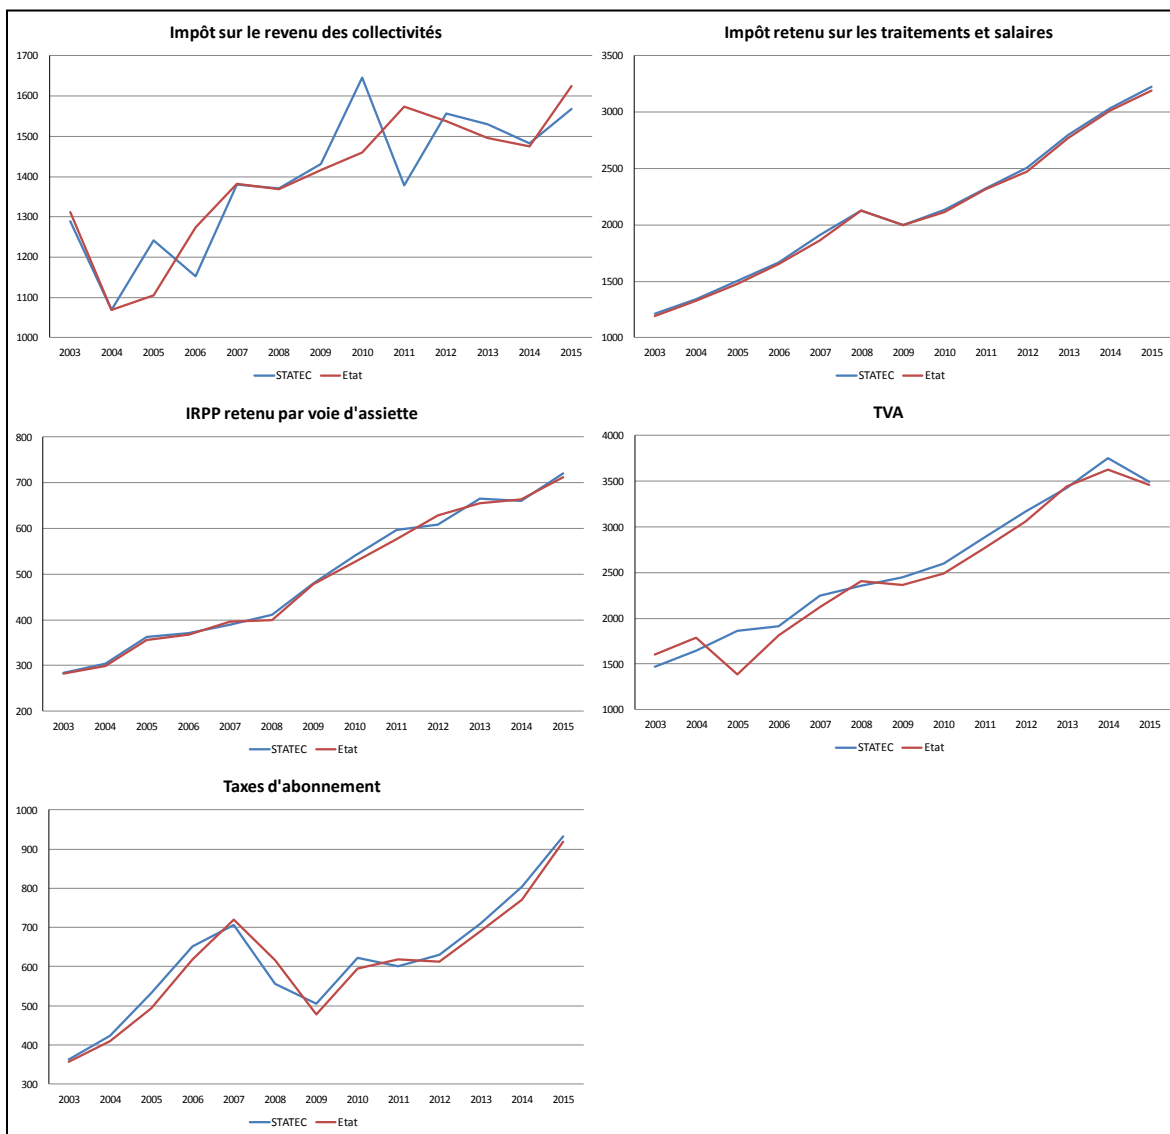 Impôt sur le revenu des collectivités
1700
1600
1500
1400
1300
1200
1100
1000
2003 2004 2005 2006 2007 2008 2009 2010 2011 2012 2013 2014 2015
STATEC Etat
Impôt retenu sur les traitements et salaires
3500
3000
2500
2000
1500
1000
2003 2004 2005 2006 2007 2008 2009 2010 2011 2012 2013 2014 2015
STATEC Etat
IRPP retenu par voie d'assiette
800
700
600
500
400
300
200
2003 2004 2005 2006 2007 2008 2009 2010 2011 2012 2013 2014 2015
STATEC Etat
TVA
4000
3500
3000
2500
2000
1500
1000
2003 2004 2005 2006 2007 2008 2009 2010 2011 2012 2013 2014 2015
STATEC Etat
Taxes d'abonnement
1000
900
800
700
600
500
400
300
2003 2004 2005 2006 2007 2008 2009 2010 2011 2012 2013 2014 2015
STATEC Etat